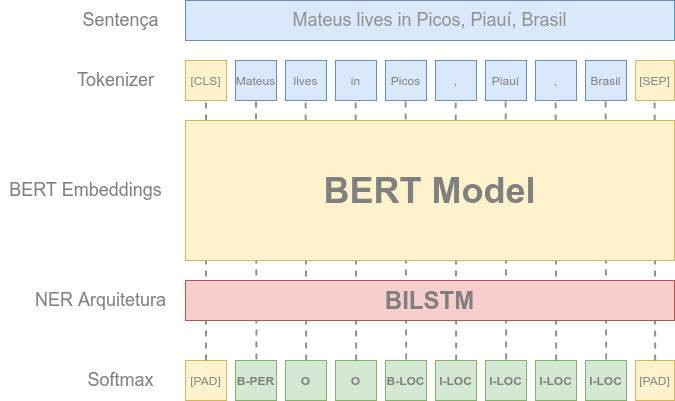 Sentença Mateus lives in Picos, Piauí, Brasil
Tokenizer [CLS] Mateus lives in Picos , Piauí , Brasil [SEP]
BERT Embeddings BERT Model
NER Arquitetura BILSTM
Softmax [PAD] B-PER O O B-LOC I-LOC I-LOC I-LOC I-LOC [PAD]